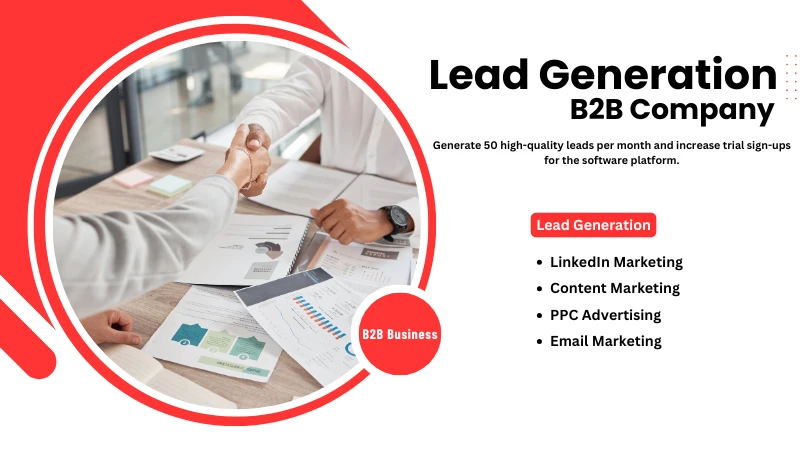 Lead Generation
B2B Company
Generate 50 high-quality leads per month and increase trial sign-ups
for the software platform.
Lead Generation
• LinkedIn Marketing
• Content Marketing
• PPC Advertising
• Email Marketing
B2B Business